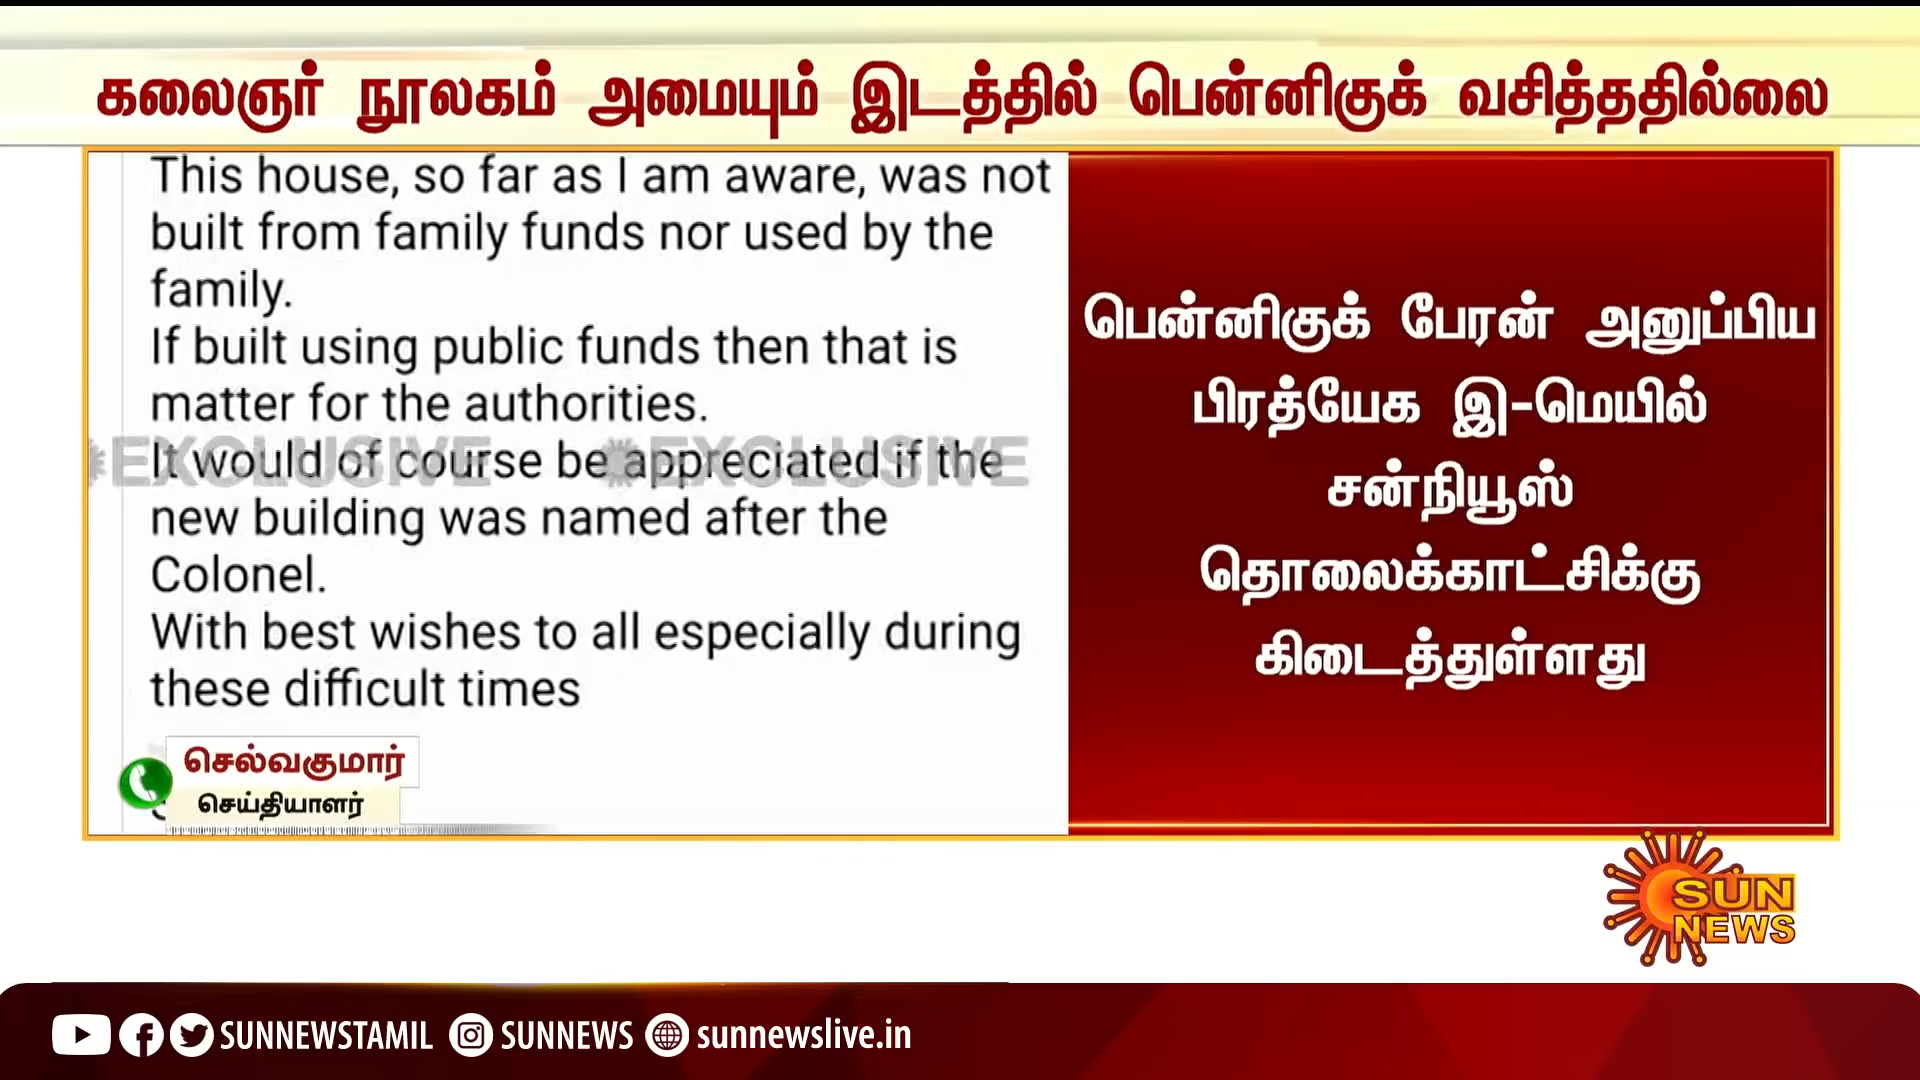 கலைஞர் நூலகம் அமையும் இடத்தில் பென்னிகுக் வசித்ததில்லை
This house, so far as I am aware, was not
built from family funds nor used by the
family.
If built using public funds then that is
matter for the authorities.
It would of course be appreciated if the
new building was named after the
Colonel.
With best wishes to all especially during
these difficult times
EXCLUSIVE EXCLUSIVE
செல்வகுமார்
செய்தியாளர்
பென்னிகுக் பேரன் அனுப்பிய
பிரத்யேக இ-மெயில்
சன்நியூஸ்
தொலைக்காட்சிக்கு
கிடைத்துள்ளது
SUN
NEWS
SUNNEWSTAMIL SUNNEWS sunnewslive.in